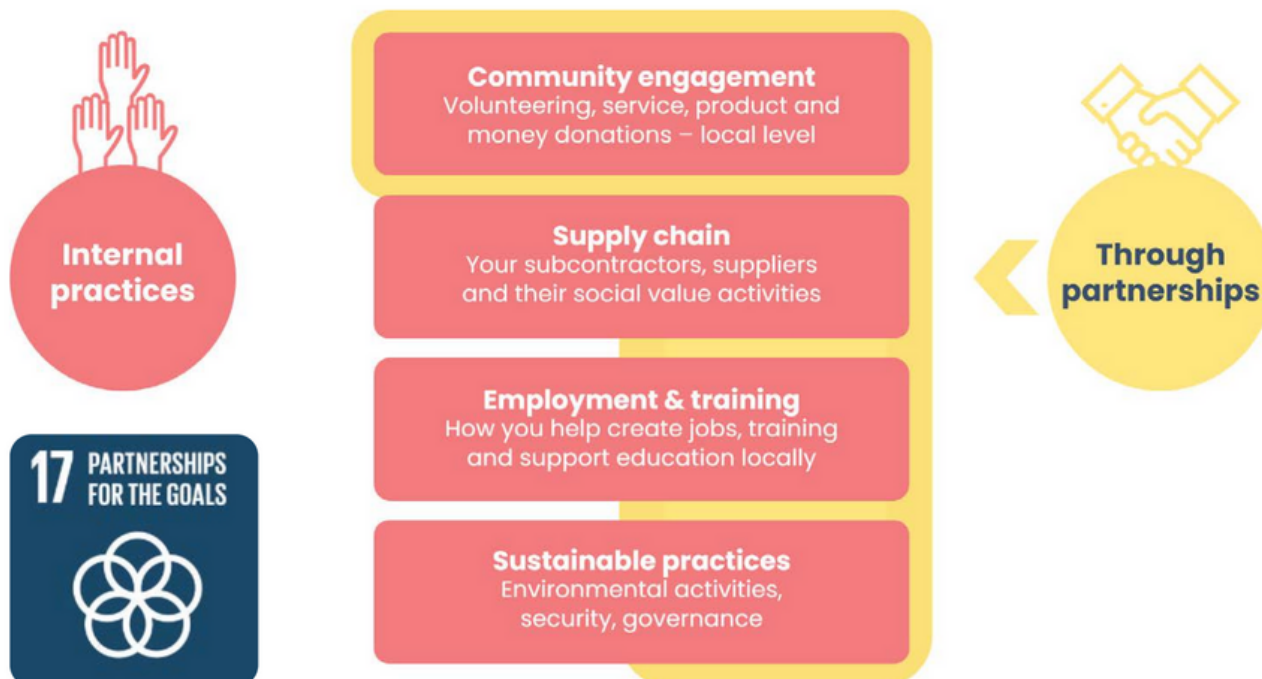 Internal
practices
17 PARTNERSHIPS
FOR THE GOALS
Community engagement
Volunteering, service, product and
money donations – local level
Supply chain
Your subcontractors, suppliers
and their social value activities
Employment & training
How you help create jobs, training
and support education locally
Sustainable practices
Environmental activities,
security, governance
Through
partnerships